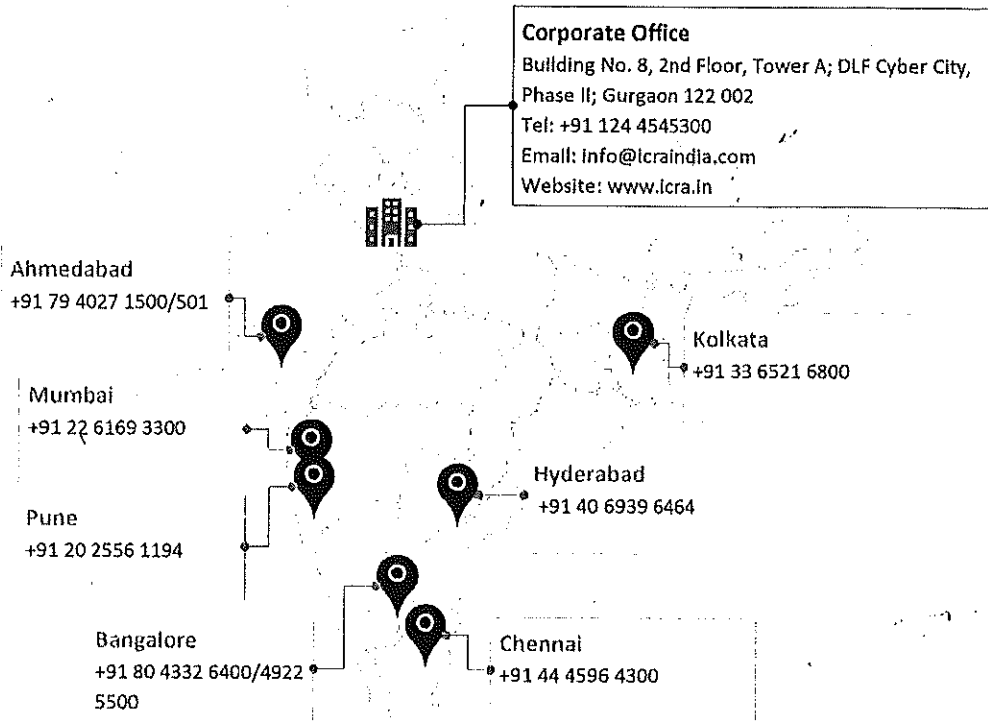 Corporate Office
Building No. 8, 2nd Floor, Tower A; DLF Cyber City,
Phase II; Gurgaon 122 002
Tel: +91 124 4545300
Email: info@icraindia.com
Website: www.icra.in
Ahmedabad
+91 79 4027 1500/501
Kolkata
+91 33 6521 6800
Mumbai
+91 22 6169 3300
Hyderabad
+91 40 6939 6464
Pune
+91 20 2556 1194
Bangalore
+91 80 4332 6400/4922
5500
Chennai
+91 44 4596 4300